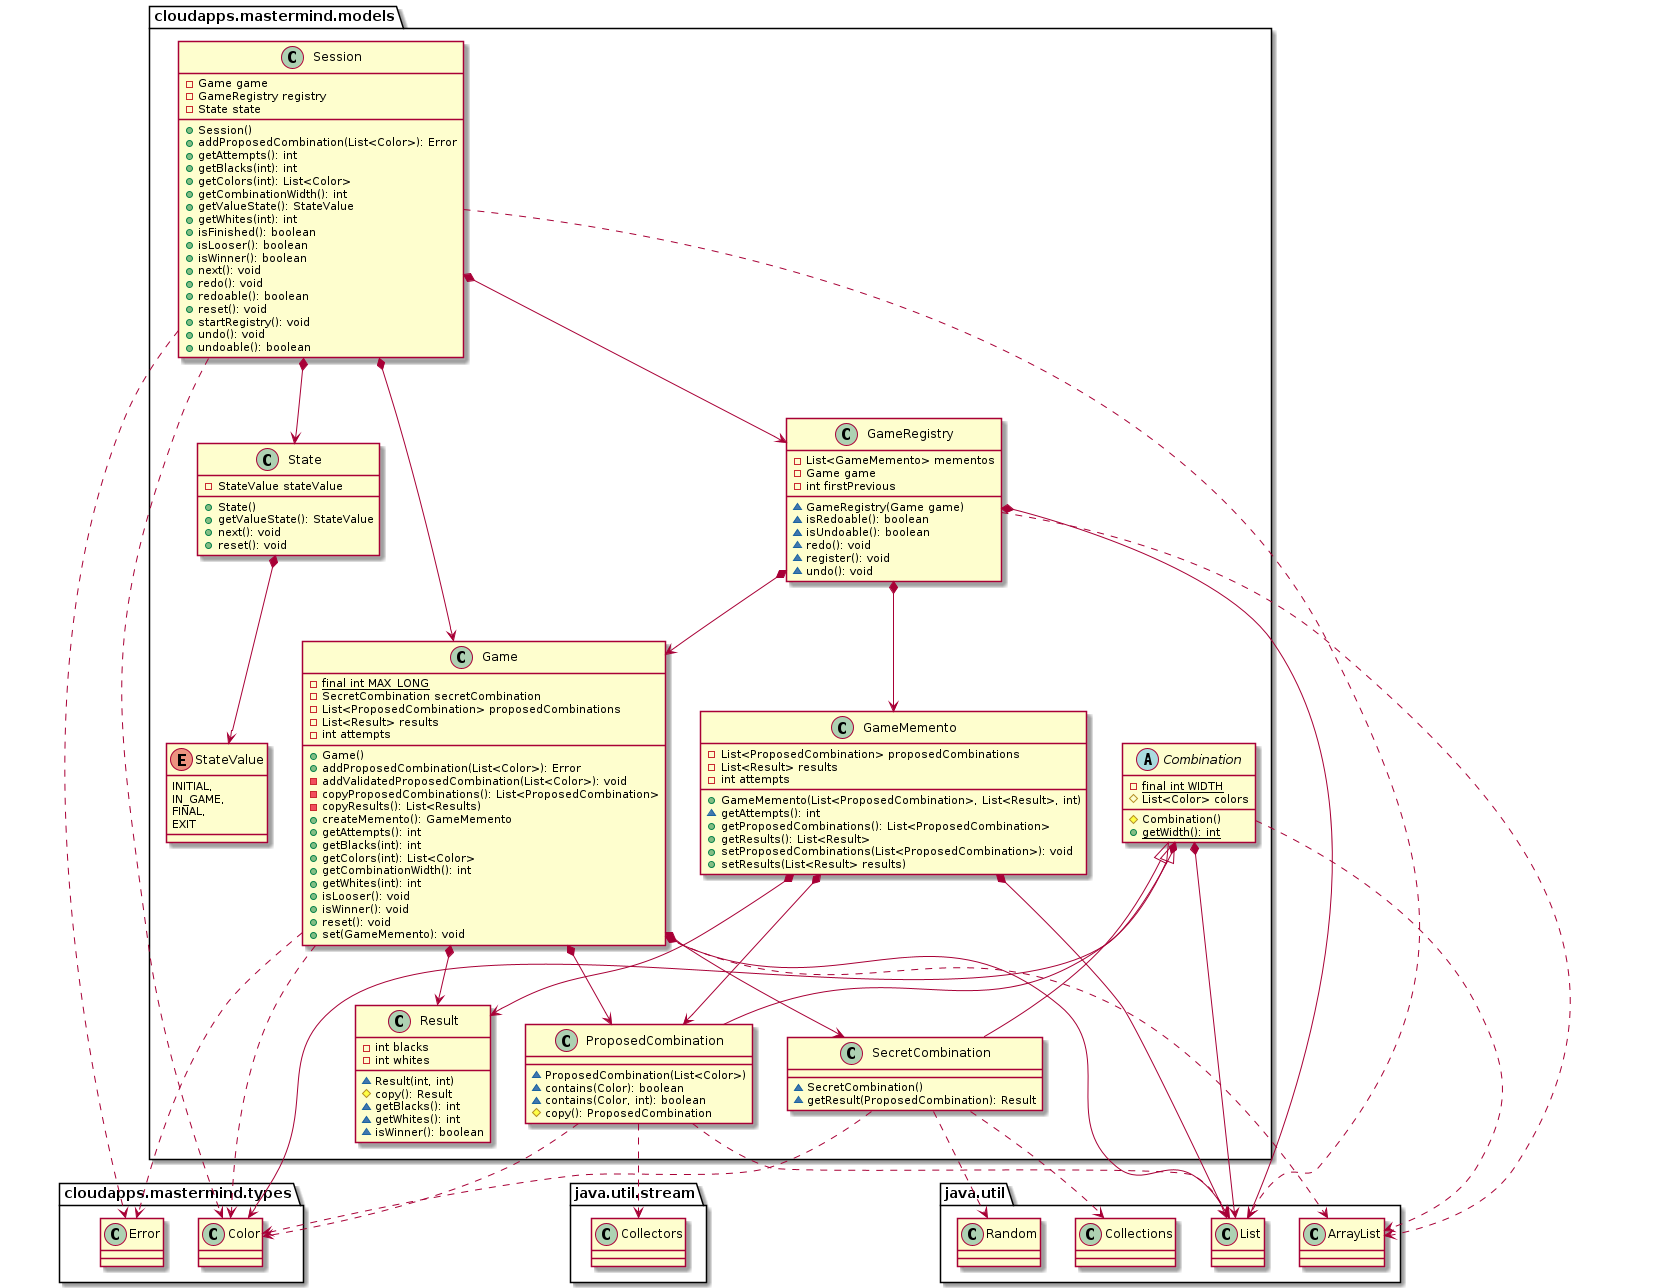 cloudapps.mastermind.models
C Session
Game game
GameRegistry registry
State state
Session()
addProposedCombination(List<Color>): Error
getAttempts(): int
getBlacks(int): int
getColors(int): List<Color>
getCombinationWidth(): int
getValueState(): StateValue
getWhites(int): int
isFinished(): boolean
isLooser(): boolean
isWinner(): boolean
next(): void
redo(): void
redoable(): boolean
reset(): void
startRegistry(): void
undo(): void
undoable(): boolean
C GameRegistry
List<GameMemento> mementos
Game game
int firstPrevious
GameRegistry(Game game)
isRedoable(): boolean
isUndoable(): boolean
redo(): void
register(): void
undo(): void
C State
StateValue stateValue
State()
getValueState(): StateValue
next(): void
reset(): void
C Game
final int MAX_LONG
SecretCombination secretCombination
List<ProposedCombination> proposedCombinations
List<Result> results
int attempts
Game()
addProposedCombination(List<Color>): Error
addValidatedProposedCombination(List<Color>): void
copyProposedCombinations(): List<ProposedCombination>
copyResults(): List<Results)
createMemento(): GameMemento
getAttempts(): int
getBlacks(int): int
getColors(int): List<Color>
getCombinationWidth(): int
getWhites(int): int
isLooser(): void
isWinner(): void
reset(): void
set(GameMemento): void
C GameMemento
List<ProposedCombination> proposedCombinations
List<Result> results
int attempts
GameMemento(List<ProposedCombination>, List<Result>, int)
getAttempts(): int
getProposedCombinations(): List<ProposedCombination>
getResults(): List<Result>
setProposedCombinations(List<ProposedCombination>): void
setResults(List<Result> results)
E StateValue
INITIAL,
IN_GAME,
FINAL,
EXIT
A Combination
final int WIDTH
List<Color> colors
Combination()
getWidth(): int
C Result
int blacks
int whites
Result(int, int)
copy(): Result
getBlacks(): int
getWhites(): int
isWinner(): boolean
C ProposedCombination
ProposedCombination(List<Color>)
contains(Color): boolean
contains(Color, int): boolean
copy(): ProposedCombination
C SecretCombination
SecretCombination()
getResult(ProposedCombination): Result
cloudapps.mastermind.types
C Error
C Color
java.util.stream
C Collectors
java.util
C Random
C Collections
C List
C ArrayList